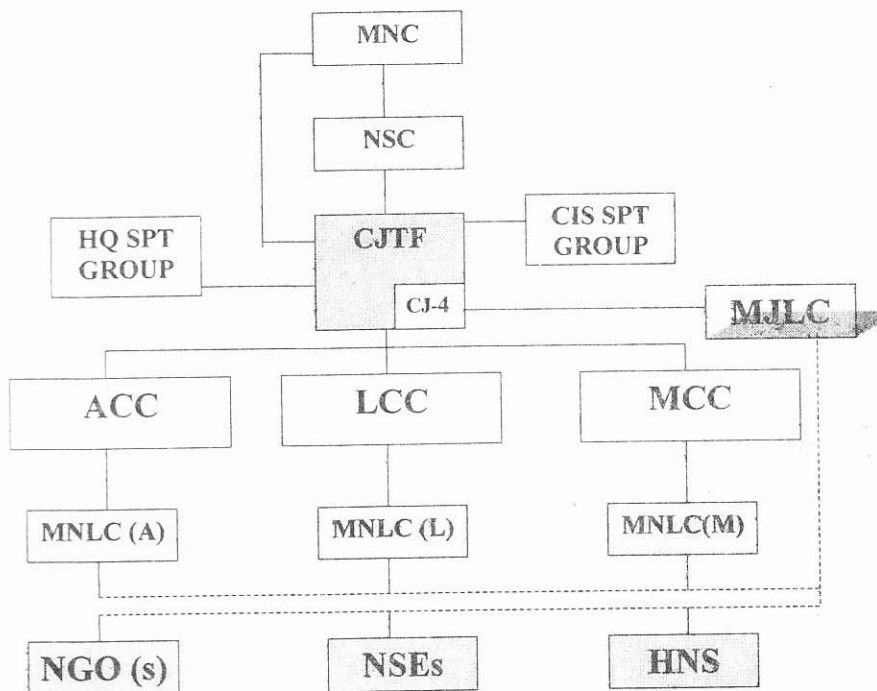 MNC
NSC
HQ SPT
GROUP
CJTF
CIS SPT
GROUP
CJ-4
MJLC
ACC
LCC
MCC
MNLC (A)
MNLC (L)
MNLC(M)
NGO (s)
NSEs
HNS